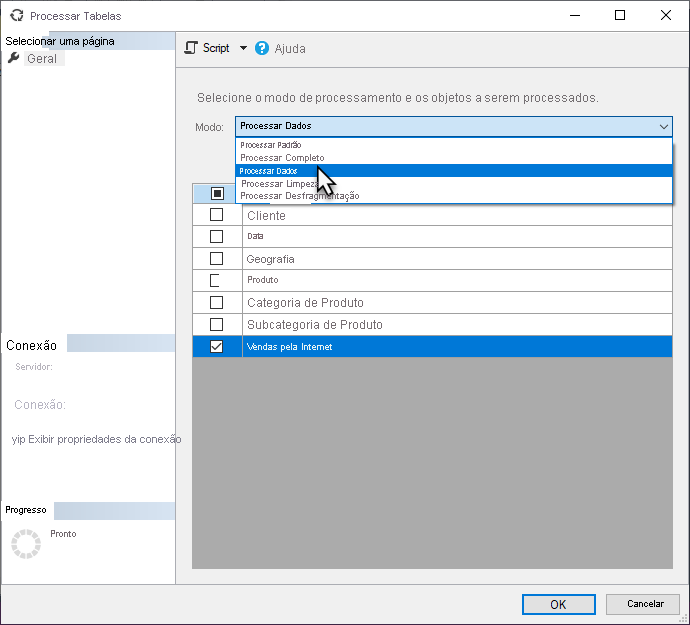 Processar Tabelas
Selecionar uma página
Geral
Script
Ajuda
Selecione o modo de processamento e os objetos a serem processados.
Modo:
Processar Dados
Processar Padrão
Processar Completo
Processar Dados
Processar Limpeza
Processar Desfragmentação
Cliente
Data
Geografia
Produto
Categoria de Produto
Subcategoria de Produto
Vendas pela Internet
Conexão
Servidor:
Conexão:
yip Exibir propriedades da conexão
Progresso
Pronto
OK
Cancelar